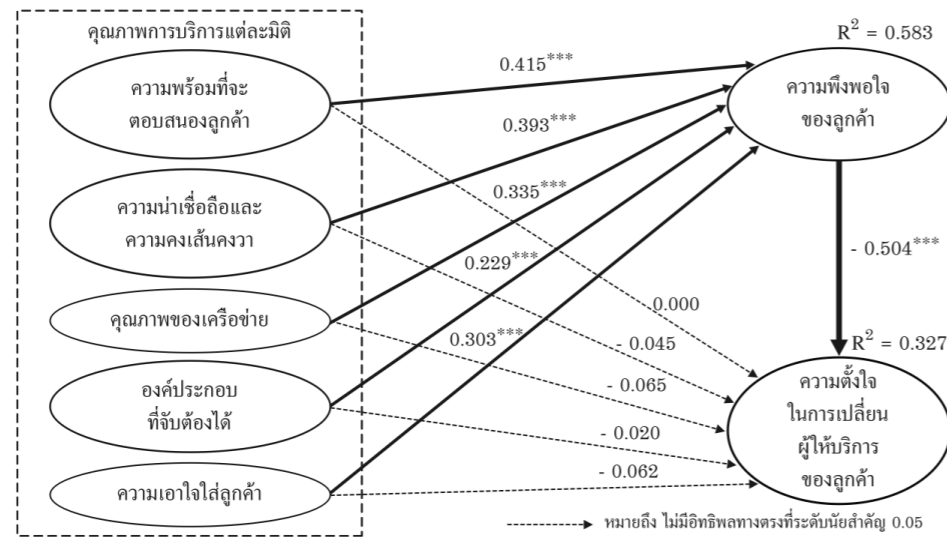 คุณภาพการบริการแต่ละมิติ
ความพร้อมที่จะ
ตอบสนองลูกค้า
ความน่าเชื่อถือและ
ความคงเส้นคงวา
คุณภาพของเครือข่าย
องค์ประกอบ
ที่จับต้องได้
ความเอาใจใส่ลูกค้า
0.415***
0.393***
0.335***
0.229***
0.303***
0.000
- 0.045
- 0.065
- 0.020
- 0.062
R² = 0.583
ความพึงพอใจ
ของลูกค้า
- 0.504***
R² = 0.327
ความตั้งใจ
ในการเปลี่ยน
ผู้ให้บริการ
ของลูกค้า
หมายถึง ไม่มีอิทธิพลทางตรงที่ระดับนัยสำคัญ 0.05